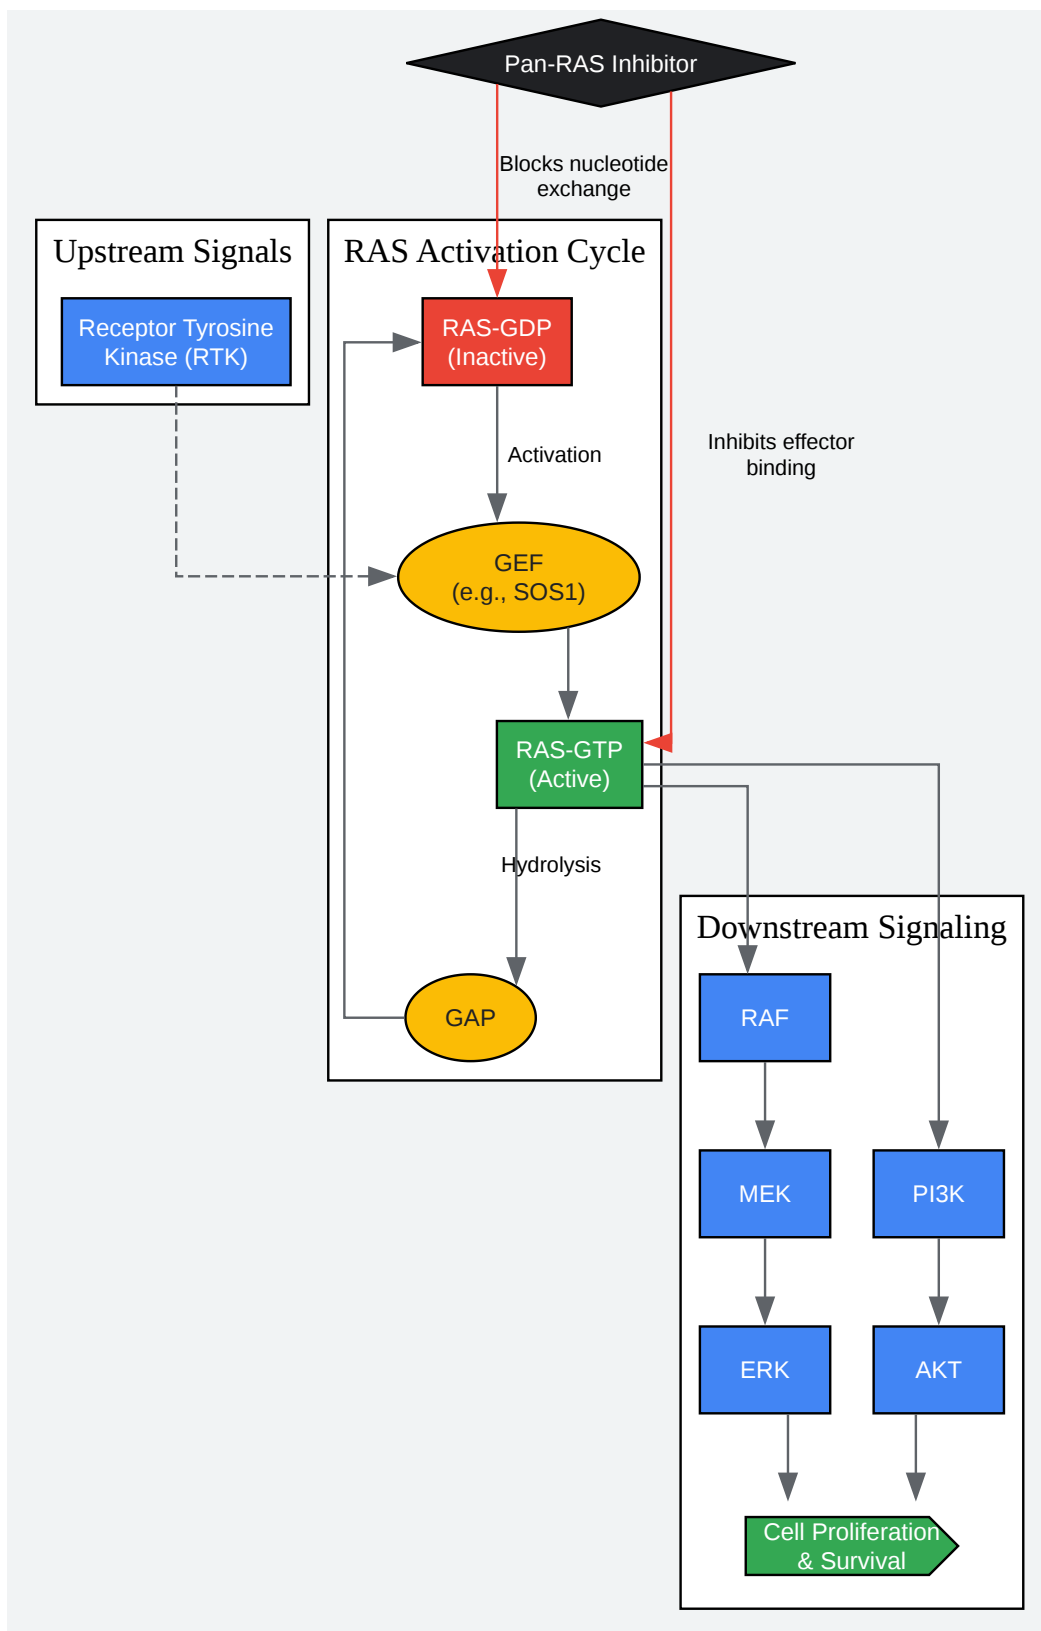 Pan-RAS Inhibitor
Blocks nucleotide
exchange
Upstream Signals
RAS Activation Cycle
Receptor Tyrosine
Kinase (RTK)
RAS-GDP
(Inactive)
Activation
Inhibits effector
binding
GEF
(e.g., SOS1)
RAS-GTP
(Active)
Hydrolysis
Downstream Signaling
GAP
RAF
MEK
PI3K
ERK
AKT
Cell Proliferation
& Survival